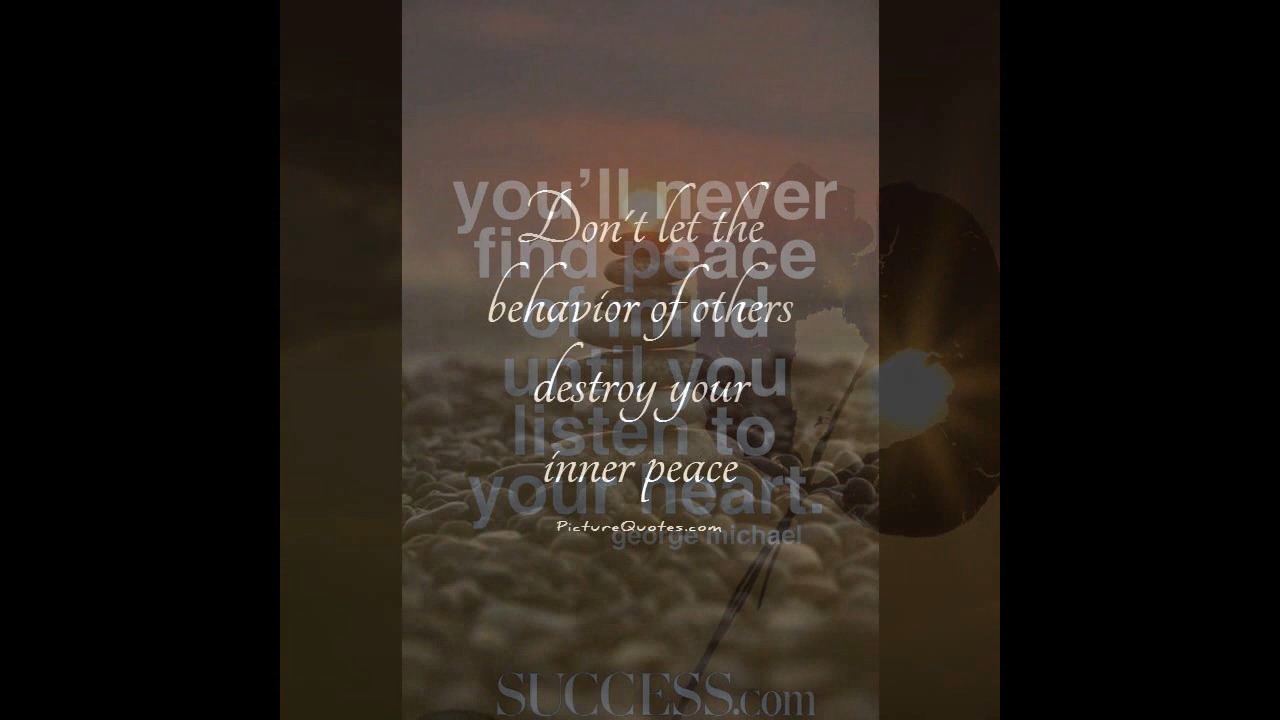 Don't let the
behavior of others
destroy your
inner peace
PictureQuotes.com
you'll never
find peace
of mind
until you
listen to
your heart.
george michael
SUCCESS.com